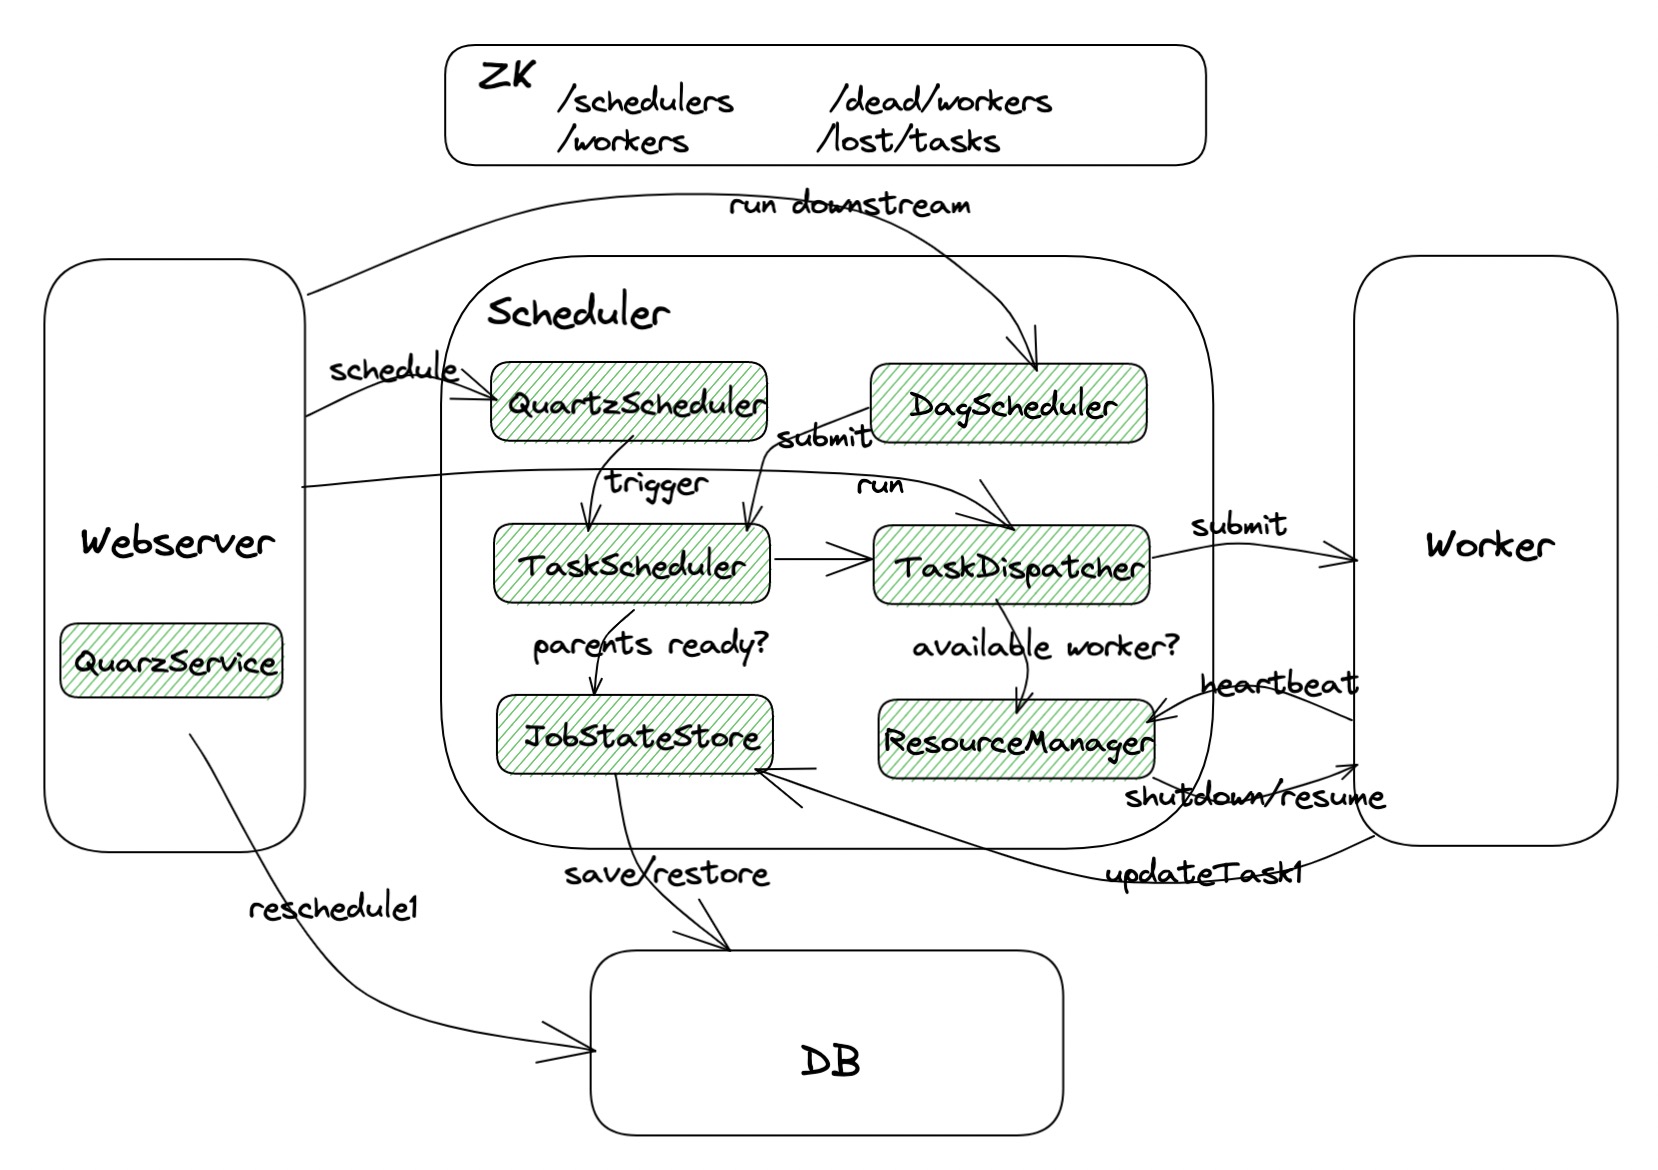 ZK
/schedulers
/dead/workers
/workers
/lost/tasks
run downstream
Scheduler
schedule
QuartzScheduler
DagScheduler
submit
trigger
run
submit
Webserver
TaskScheduler
TaskDispatcher
Worker
parents ready?
available worker?
QuarzService
heartbeat
JobStateStore
ResourceManager
shutdown/resume
save/restore
updateTask1
reschedule1
DB